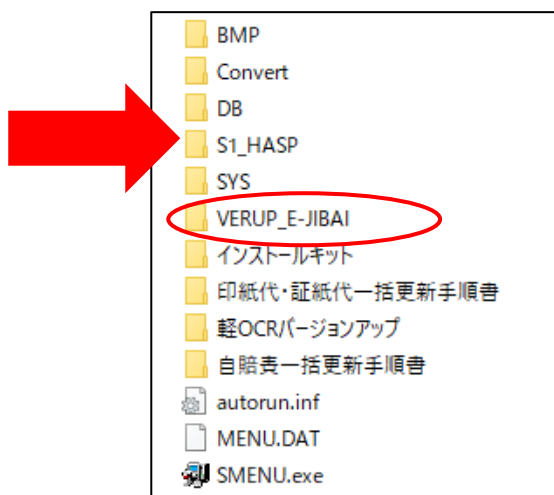 BMP
Convert
DB
S1_HASP
SYS
VERUP_E-JIBAI
インストールキット
印紙代・証紙代一括更新手順書
軽OCRバージョンアップ
自賠責一括更新手順書
autorun.inf
MENU.DAT
SMENU.exe